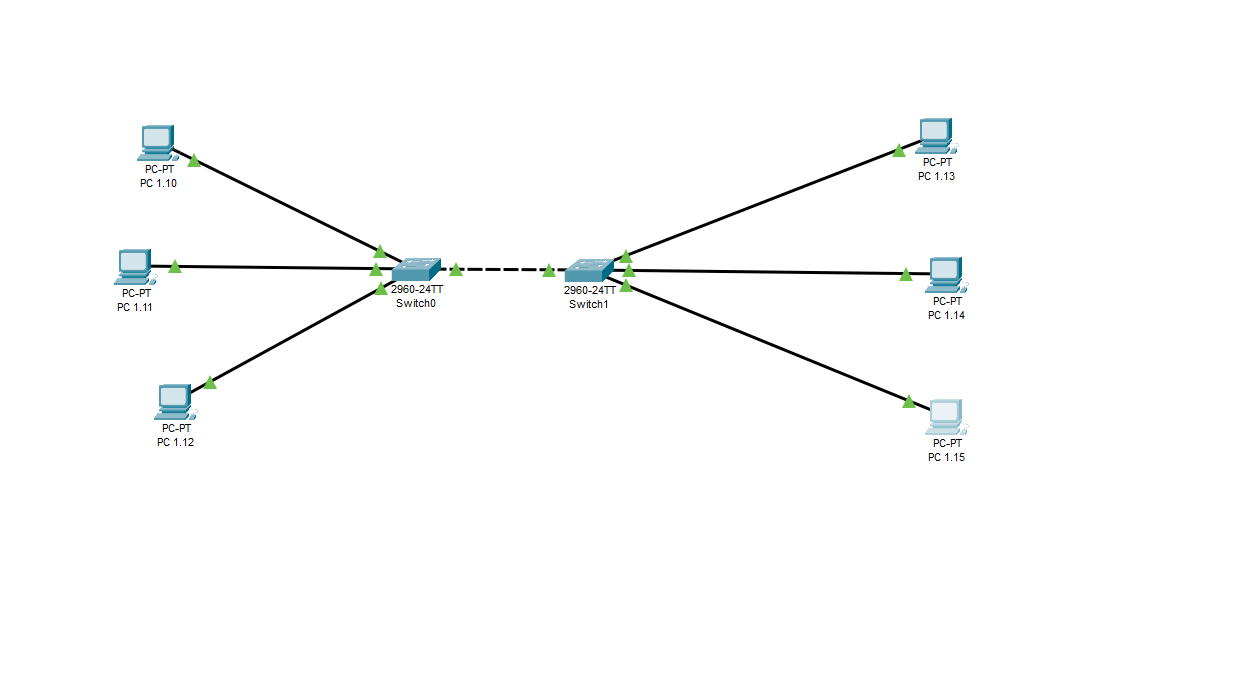 PC-PT
PC 1.10
PC-PT
PC 1.11
PC-PT
PC 1.12
2960-24TT
Switch0
2960-24TT
Switch1
PC-PT
PC 1.13
PC-PT
PC 1.14
PC-PT
PC 1.15